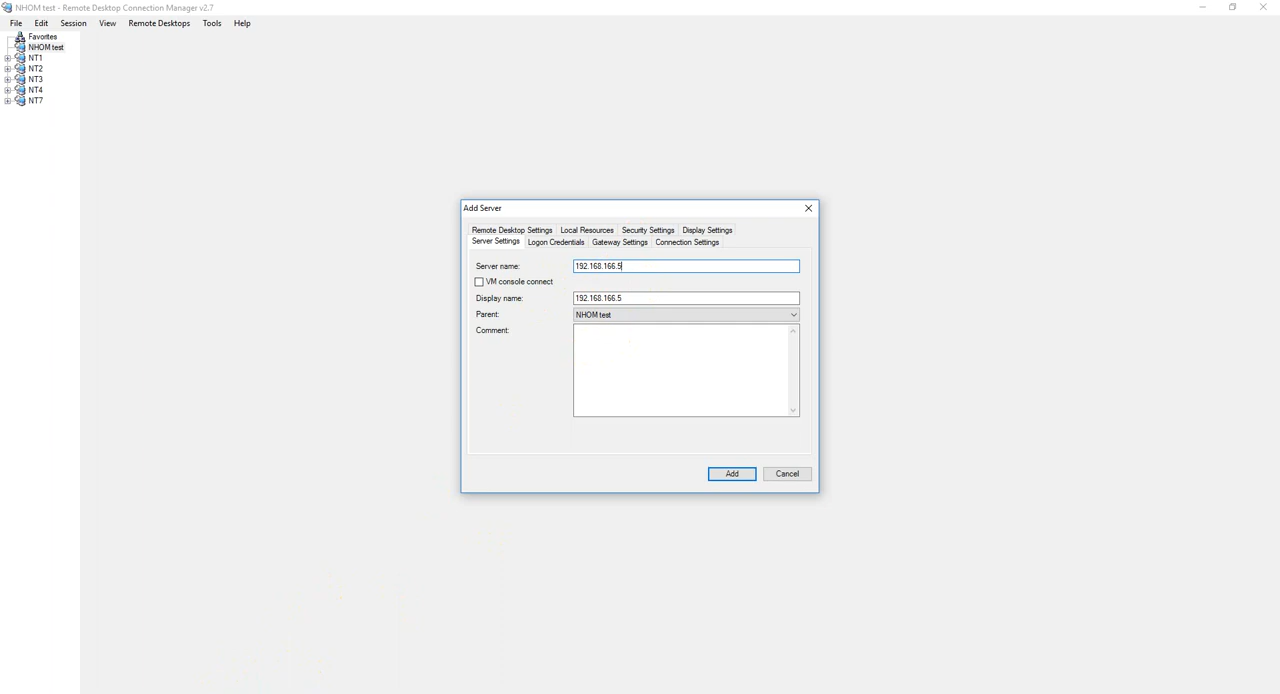 NHOM test - Remote Desktop Connection Manager v2.7
File Edit Session View Remote Desktops Tools Help
Favorites
NHOM test
NT1
NT2
NT3
NT4
NT7
Add Server
Remote Desktop Settings Local Resources Security Settings Display Settings
Server Settings Logon Credentials Gateway Settings Connection Settings
Server name: 192.168.166.5
VM console connect
Display name: 192.168.166.5
Parent: NHOM test
Comment:
Add Cancel